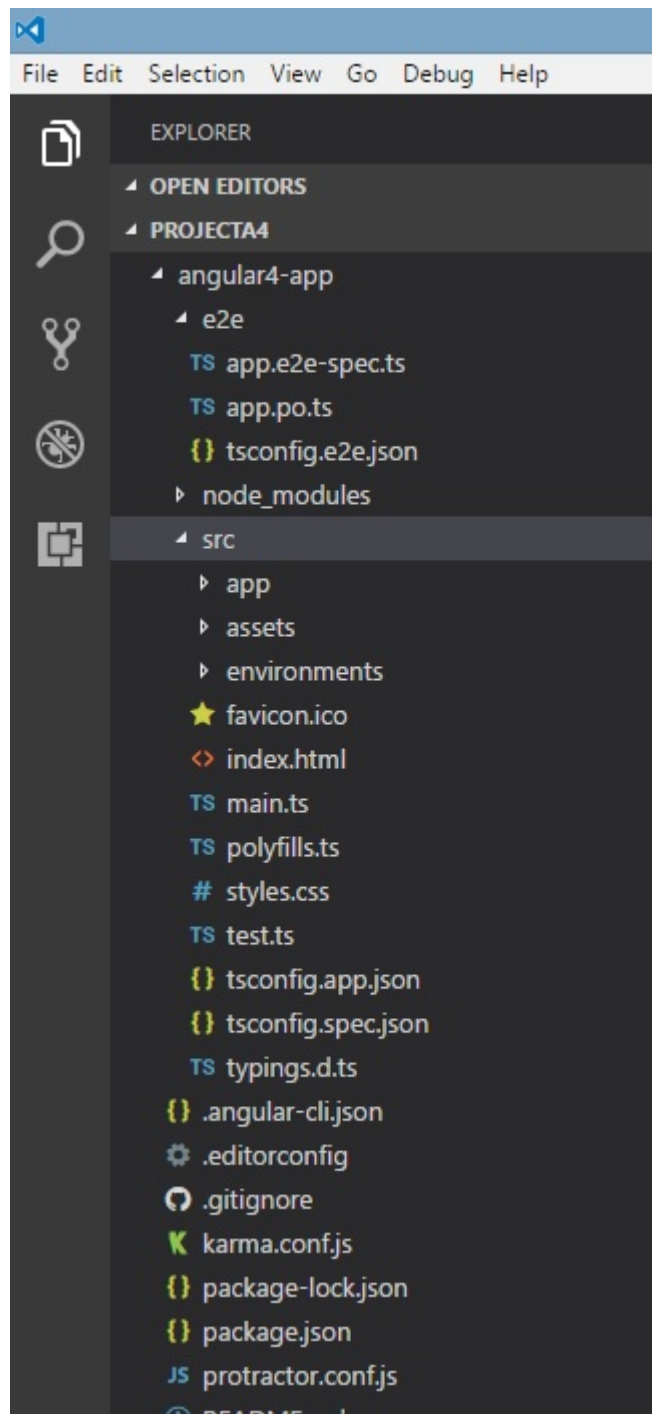 File Edit Selection View Go Debug Help
EXPLORER
OPEN EDITORS
PROJECTA4
angular4-app
e2e
TS app.e2e-spec.ts
TS app.po.ts
{} tsconfig.e2e.json
node_modules
src
app
assets
environments
favicon.ico
<> index.html
TS main.ts
TS polyfills.ts
# styles.css
TS test.ts
{} tsconfig.app.json
{} tsconfig.spec.json
TS typings.d.ts
{} .angular-cli.json
.editorconfig
.gitignore
K karma.conf.js
{} package-lock.json
{} package.json
JS protractor.conf.js